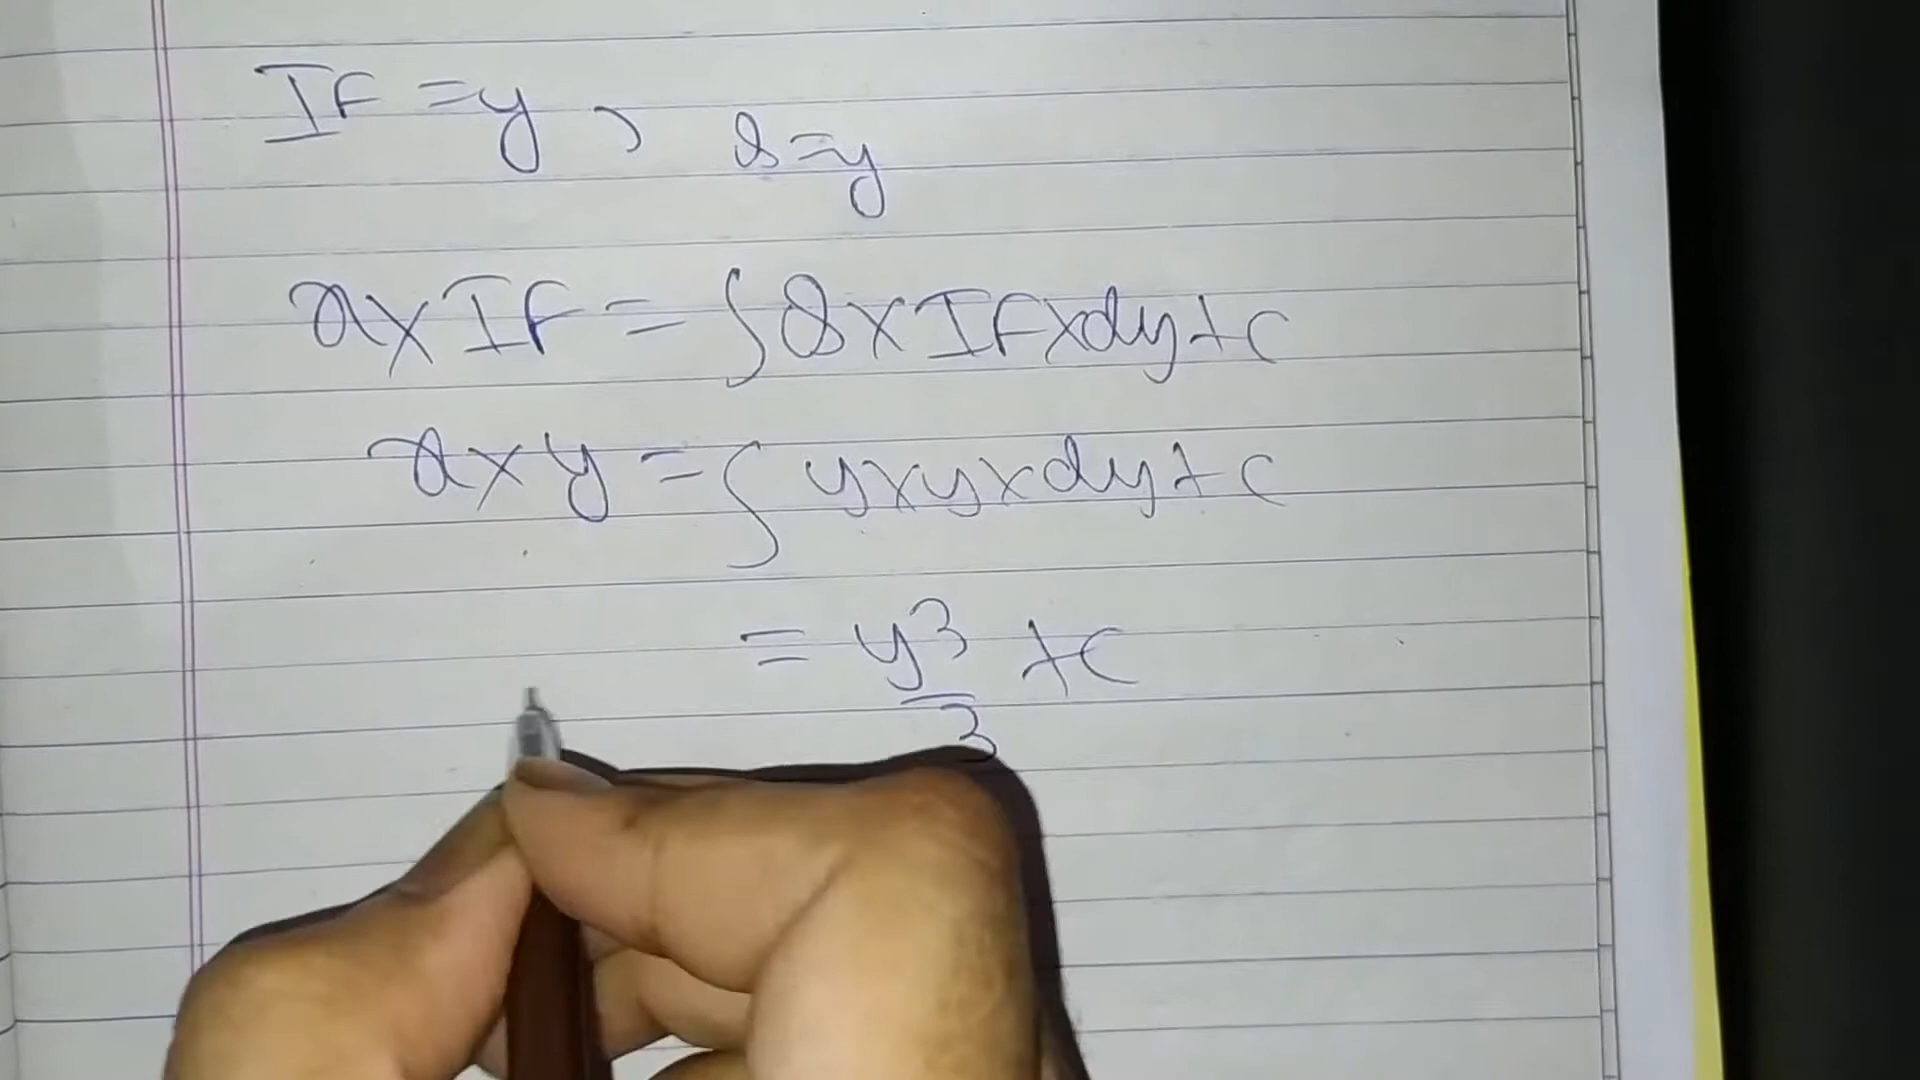 IF = y , Q = y
x × IF = ∫ Q × IF × dy + c
x × y = ∫ y × y × dy + c
= y³/3 + c